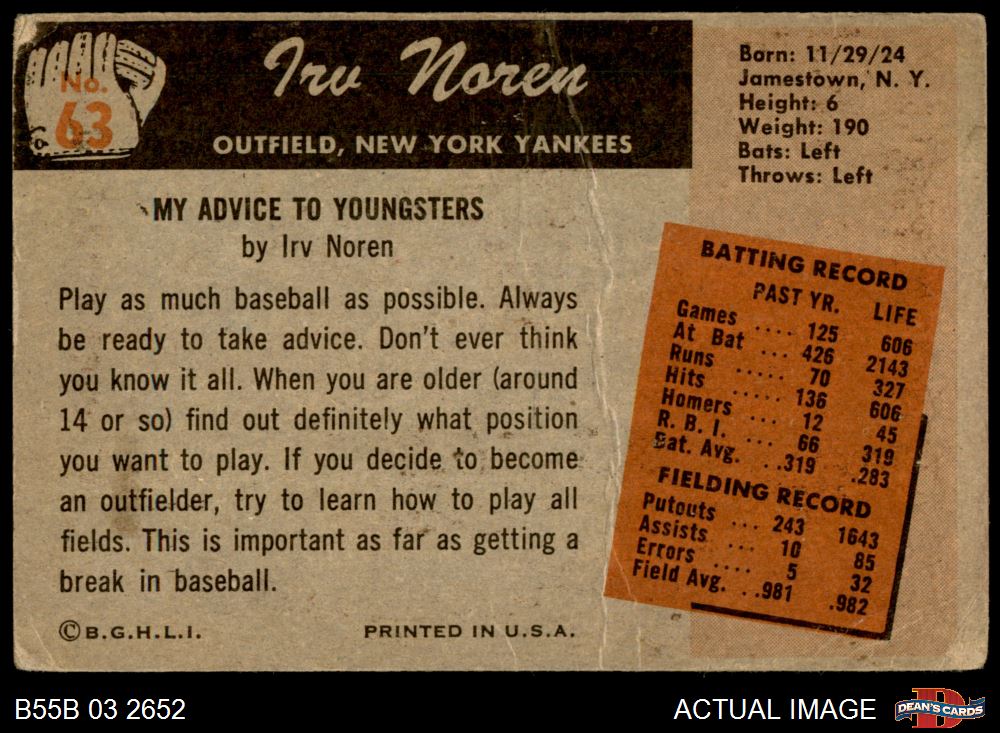 No.
63
Irv Noren
OUTFIELD, NEW YORK YANKEES
Born: 11/29/24
Jamestown, N. Y.
Height: 6
Weight: 190
Bats: Left
Throws: Left
MY ADVICE TO YOUNGSTERS
by Irv Noren
Play as much baseball as possible. Always
be ready to take advice. Don't ever think
you know it all. When you are older (around
14 or so) find out definitely what position
you want to play. If you decide to become
an outfielder, try to learn how to play all
fields. This is important as far as getting a
break in baseball.
©B.G.H.L.I.
PRINTED IN U.S.A.
BATTING RECORD
PAST YR. LIFE
Games .... 125 606
At Bat ... 426 2143
Runs ..... 70 327
Hits ..... 136 606
Homers ... 12 45
R. B. I. ... 66 319
Bat. Avg. ..319 .283
FIELDING RECORD
Putouts ... 243 1643
Assists ... 10 85
Errors .... 5 32
Field Avg. ..981 .982
B55B 03 2652
ACTUAL IMAGE
DEAN'S CARDS